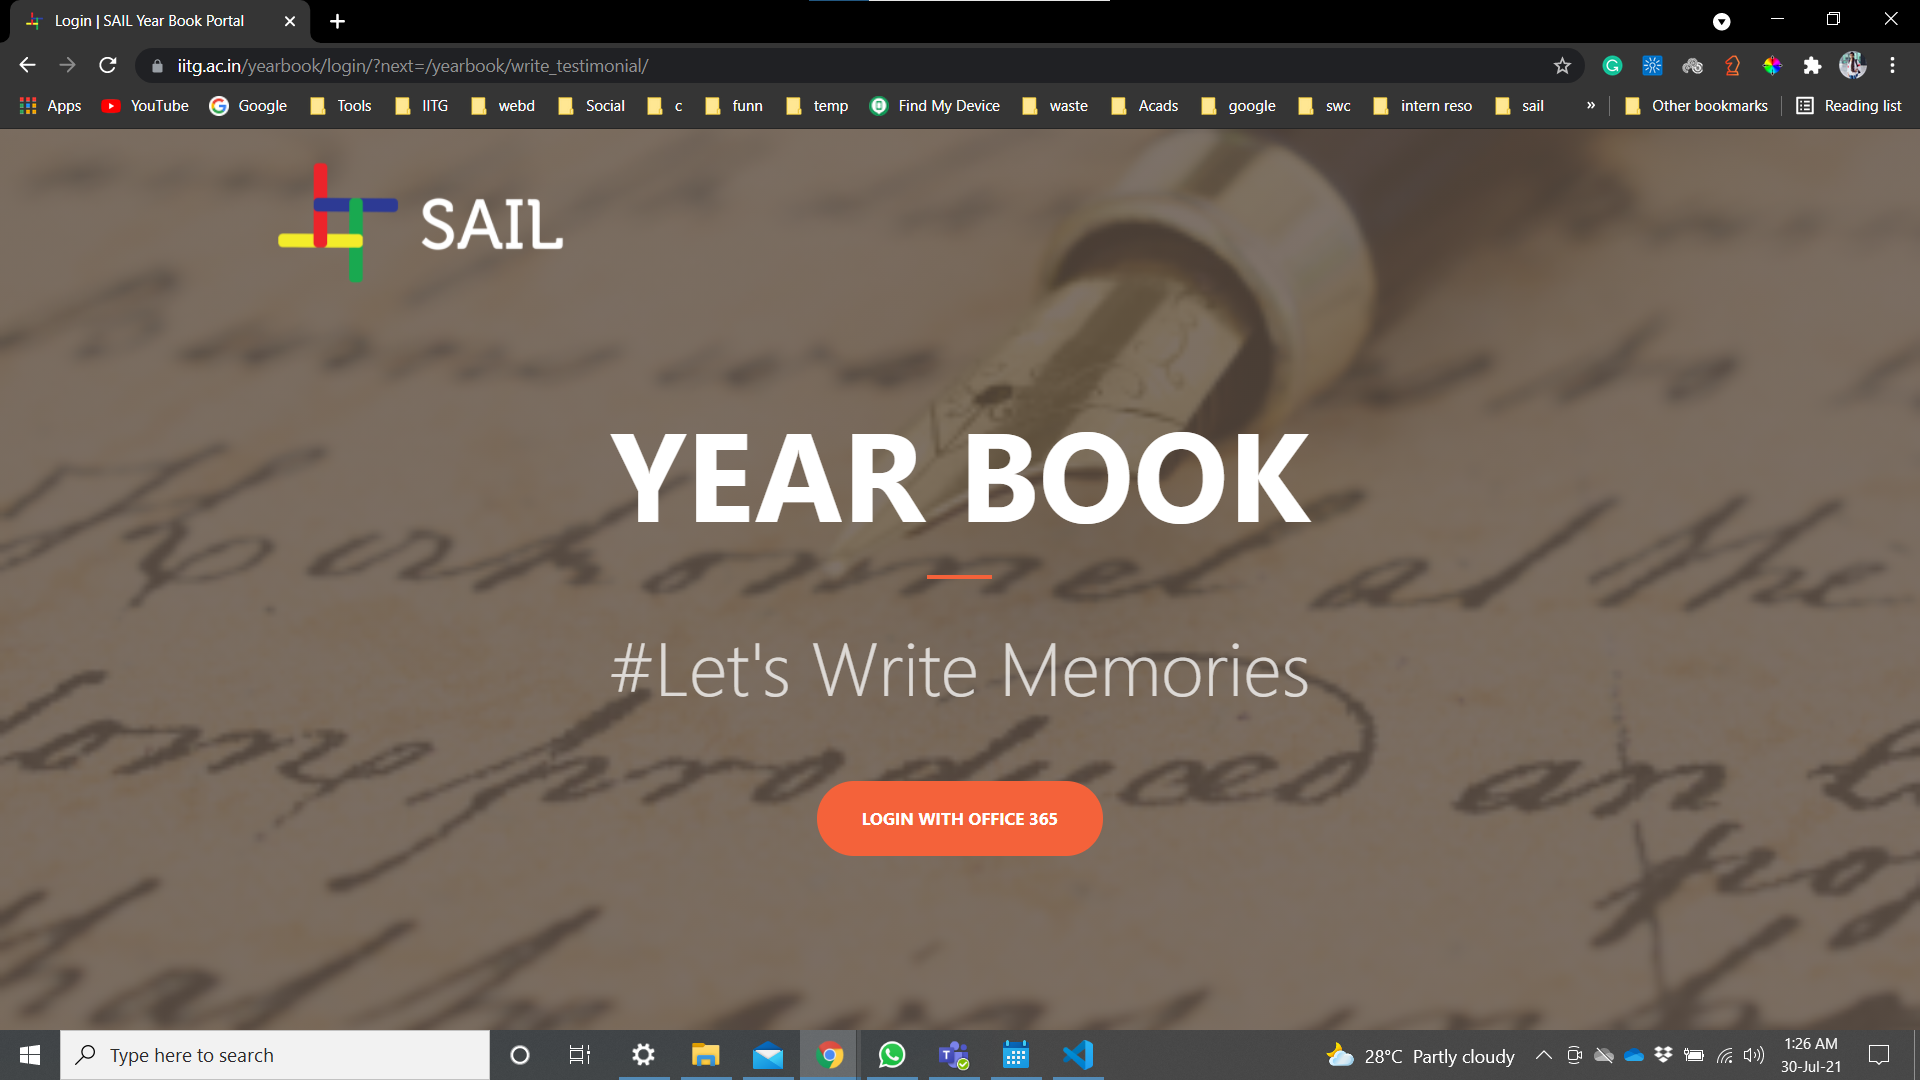 Login | SAIL Year Book Portal
iitg.ac.in/yearbook/login/?next=/yearbook/write_testimonial/
Apps YouTube Google Tools IITG webd Social c funn temp Find My Device waste Acads google swc intern reso sail » Other bookmarks Reading list
SAIL
YEAR BOOK
#Let's Write Memories
LOGIN WITH OFFICE 365
Type here to search
28°C Partly cloudy
1:26 AM
30-Jul-21